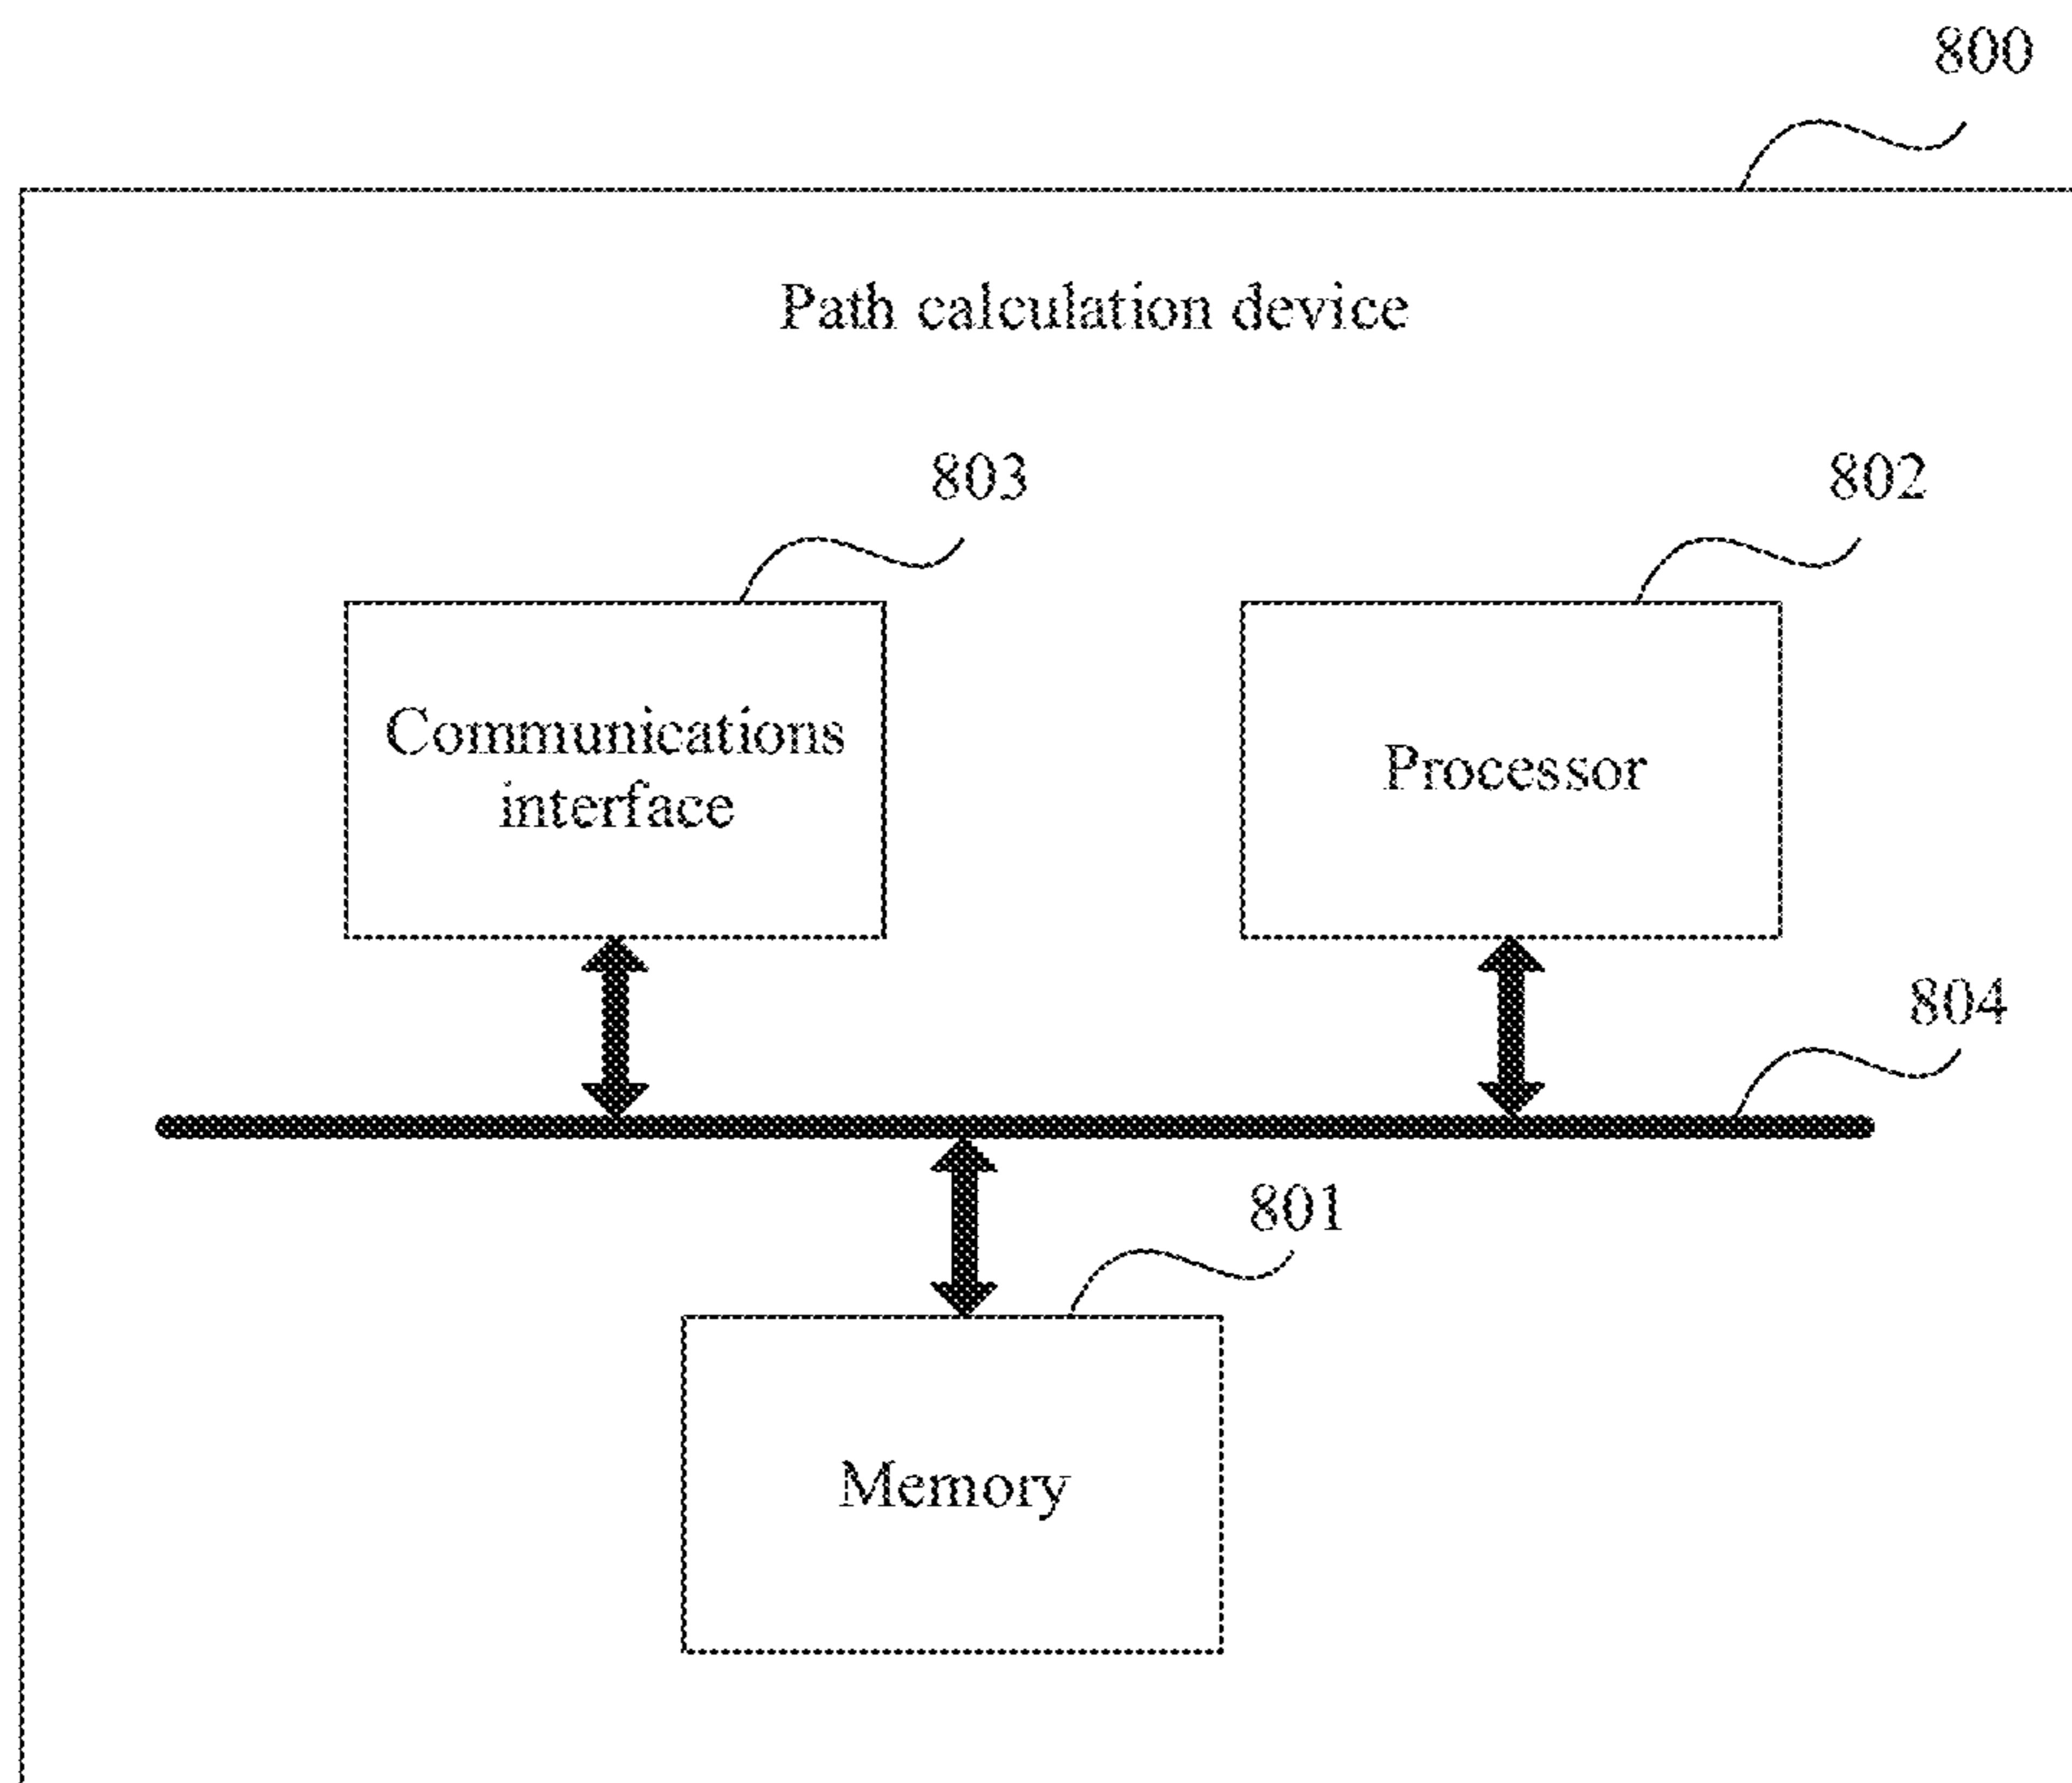 800
Path calculation device
803
802
Communications
interface
Processor
804
801
Memory